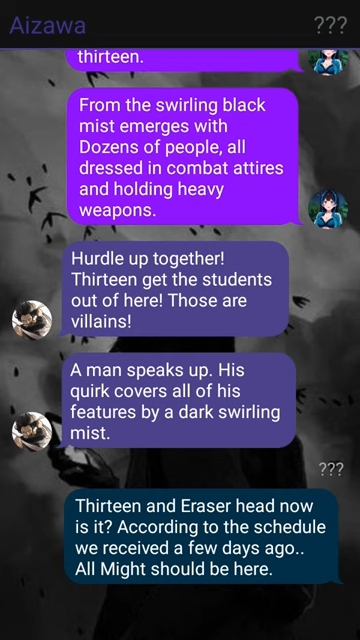 Aizawa
???
thirteen.
From the swirling black
mist emerges with
Dozens of people, all
dressed in combat attires
and holding heavy
weapons.
Hurdle up together!
Thirteen get the students
out of here! Those are
villains!
A man speaks up. His
quirk covers all of his
features by a dark swirling
mist.
???
Thirteen and Eraser head now
is it? According to the schedule
we received a few days ago..
All Might should be here.